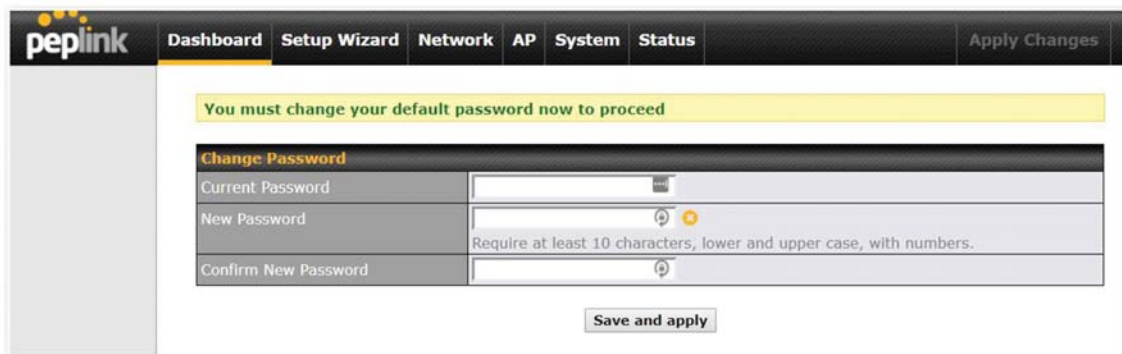 peplink
Dashboard Setup Wizard Network AP System Status Apply Changes
You must change your default password now to proceed
Change Password
Current Password
New Password
Require at least 10 characters, lower and upper case, with numbers.
Confirm New Password
Save and apply